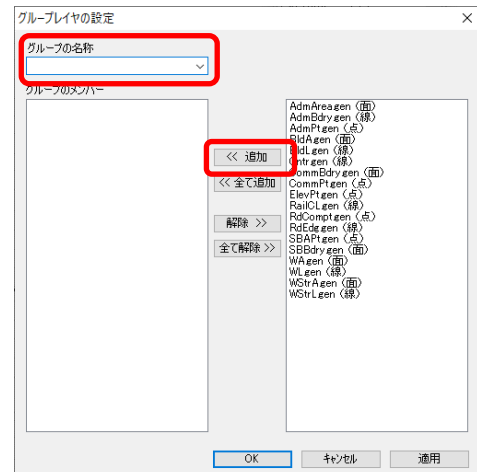 グループレイヤの設定
グループの名称
グループのメンバー
<< 追加
<< 全て追加
解除 >>
全て解除 >>
AdmAreagen (面)
AdmBdrygen (線)
AdmPtgen (点)
BldAgen (面)
BldLgen (線)
Cntrgen (線)
CommBdrygen (面)
CommPtgen (点)
ElevPtgen (点)
RailCLgen (線)
RdComptgen (点)
RdEdggen (線)
SBAPtgen (点)
SBBdrygen (面)
WAgen (面)
WLgen (線)
WStrAgen (面)
WStrLgen (線)
OK
キャンセル
適用